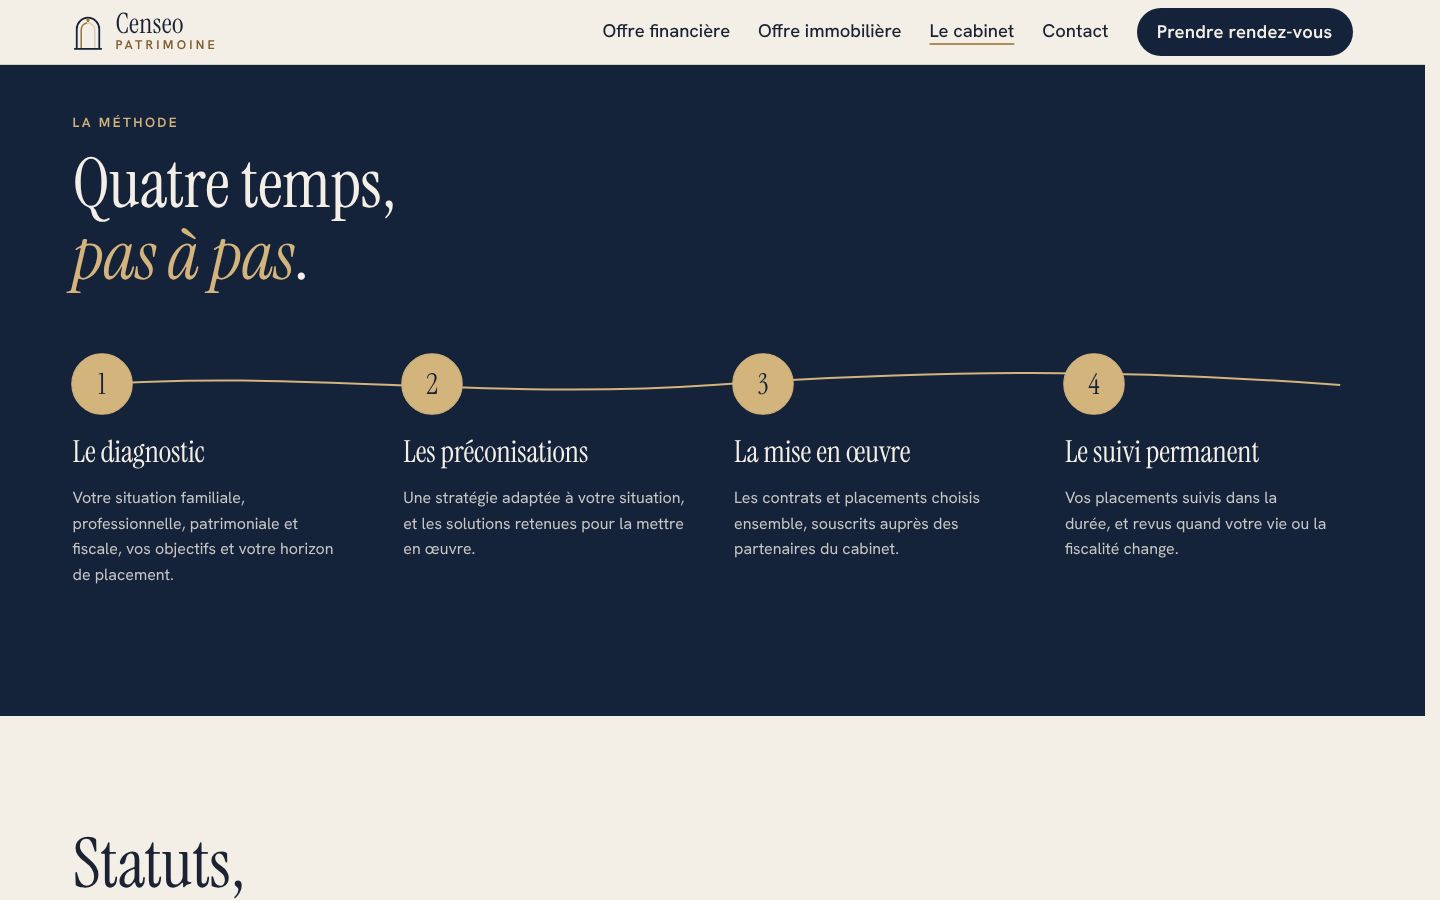 Censeo
PATRIMOINE
Offre financière
Offre immobilière
Le cabinet
Contact
Prendre rendez-vous
LA MÉTHODE
Quatre temps,
pas à pas.
1
2
3
4
Le diagnostic
Votre situation familiale,
professionnelle, patrimoniale et
fiscale, vos objectifs et votre horizon
de placement.
Les préconisations
Une stratégie adaptée à votre situation,
et les solutions retenues pour la mettre
en œuvre.
La mise en œuvre
Les contrats et placements choisis
ensemble, souscrits auprès des
partenaires du cabinet.
Le suivi permanent
Vos placements suivis dans la
durée, et revus quand votre vie ou la
fiscalité change.
Statuts,